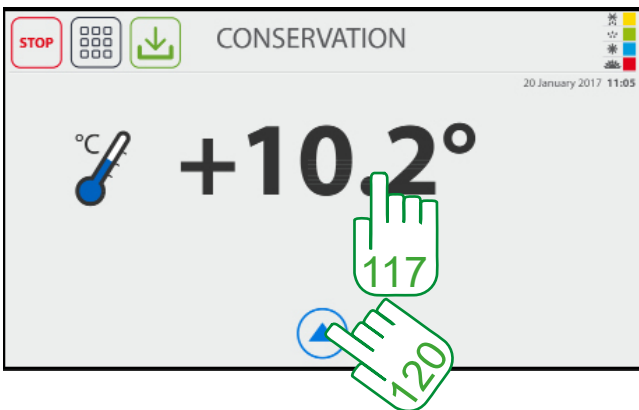 STOP CONSERVATION
20 January 2017 11:05
°C +10.2°
117
120